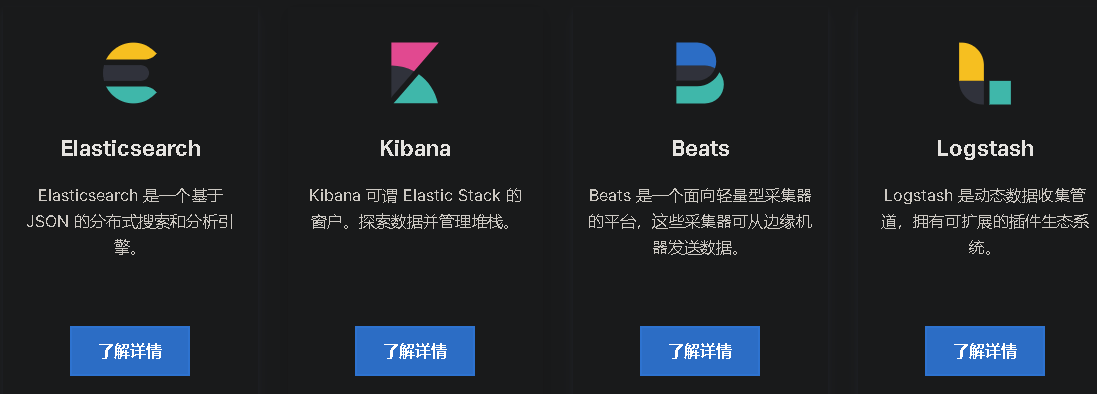 Elasticsearch
Elasticsearch 是一个基于
JSON 的分布式搜索和分析引
擎。
了解详情
Kibana
Kibana 可谓 Elastic Stack 的
窗户。探索数据并管理堆栈。
了解详情
Beats
Beats 是一个面向轻量型采集器
的平台，这些采集器可从边缘机
器发送数据。
了解详情
Logstash
Logstash 是动态数据收集管
道，拥有可扩展的插件生态系
统。
了解详情